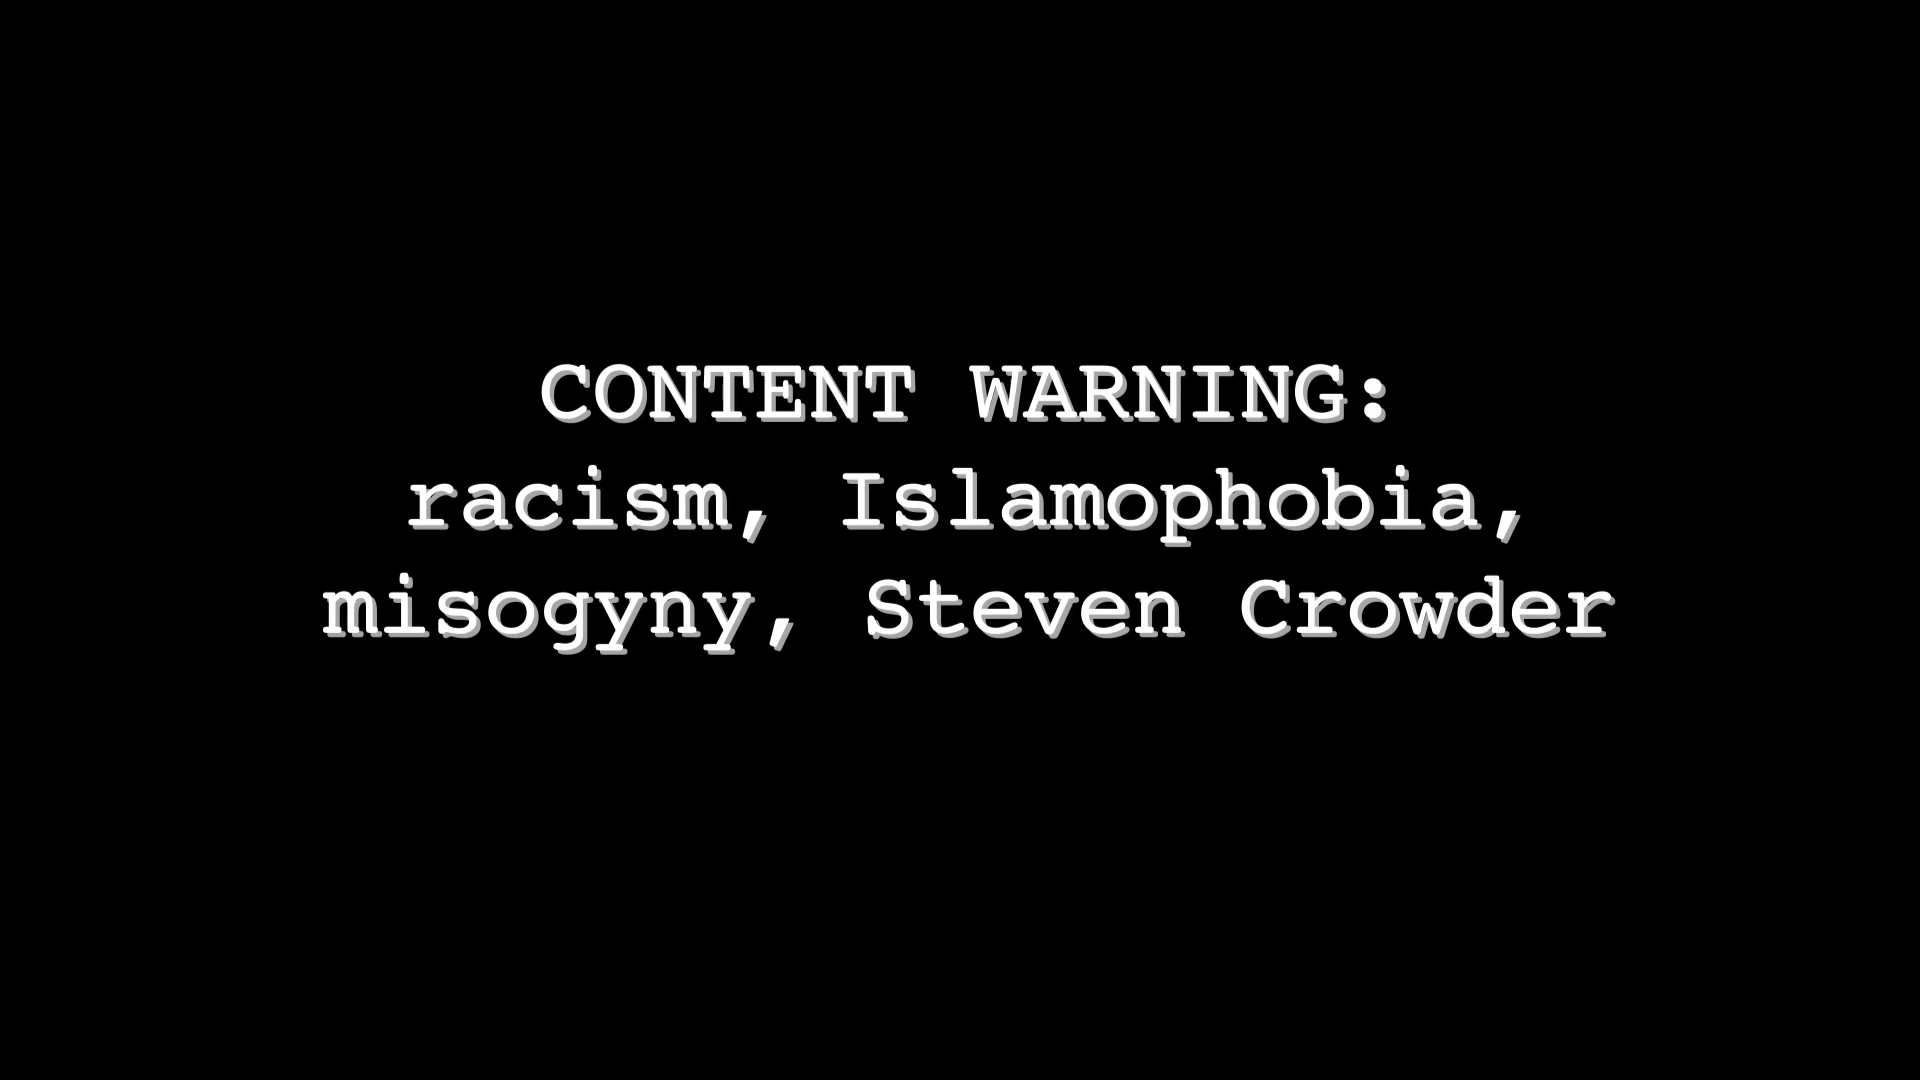 CONTENT WARNING:
racism, Islamophobia,
misogyny, Steven Crowder